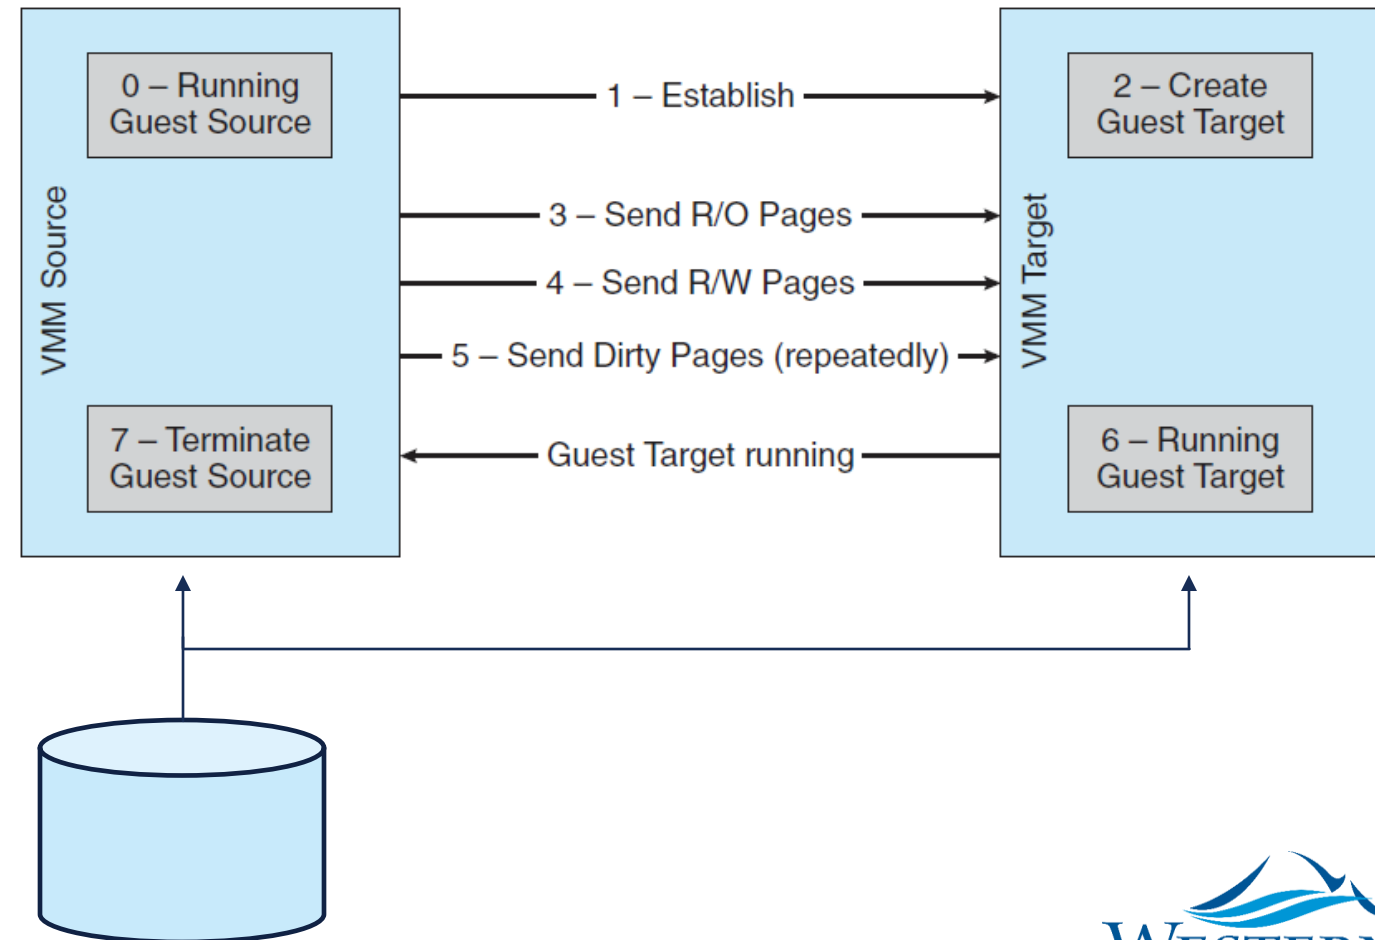 0 – Running
Guest Source
1 – Establish
2 – Create
Guest Target
VMM Source
3 – Send R/O Pages
VMM Target
4 – Send R/W Pages
5 – Send Dirty Pages (repeatedly)
7 – Terminate
Guest Source
Guest Target running
6 – Running
Guest Target
WESTERN